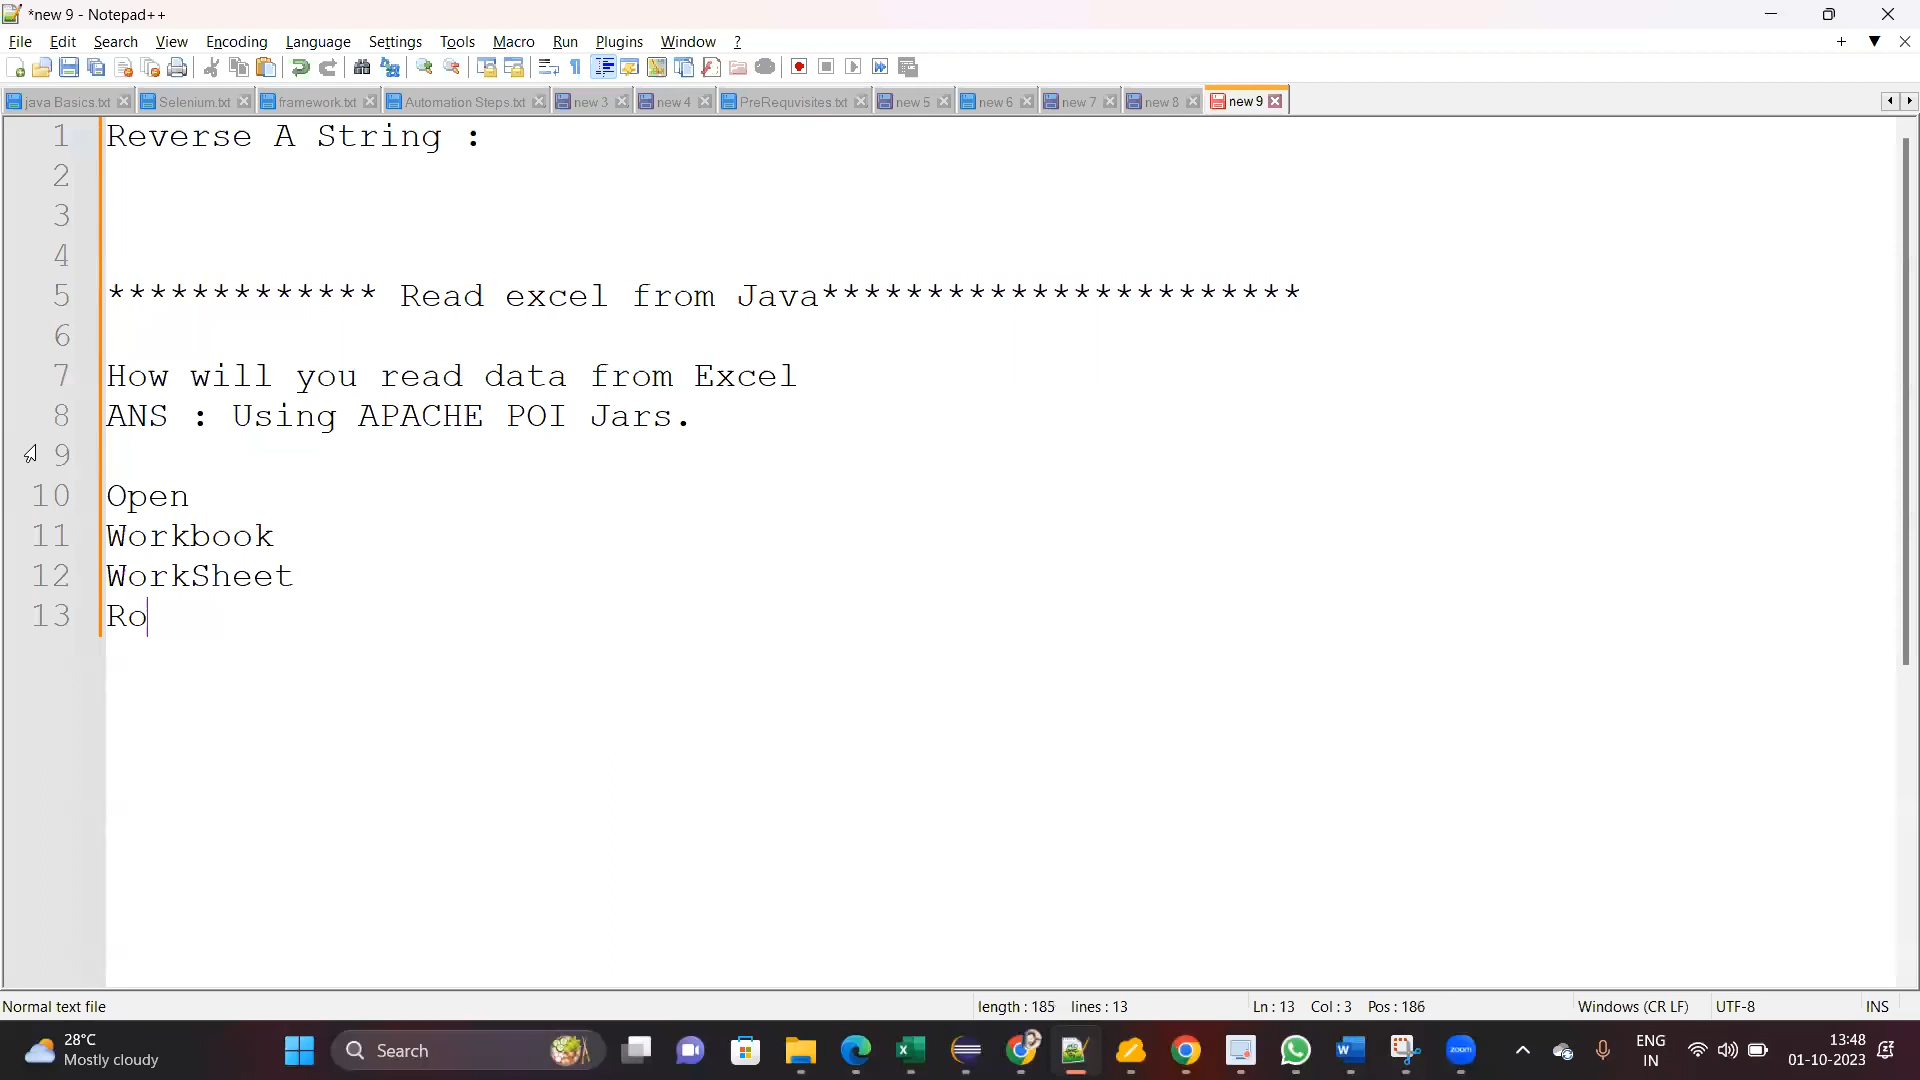 *new 9 - Notepad++
File Edit Search View Encoding Language Settings Tools Macro Run Plugins Window ?
java Basics.txt Selenium.txt framework.txt Automation Steps.txt new 3 new 4 PreRequvisites.txt new 5 new 6 new 7 new 8 new 9
1 Reverse A String :
2
3
4
5 ************* Read excel from Java***********************
6
7 How will you read data from Excel
8 ANS : Using APACHE POI Jars.
9
10 Open
11 Workbook
12 WorkSheet
13 Ro
Normal text file length : 185 lines : 13 Ln : 13 Col : 3 Pos : 186 Windows (CR LF) UTF-8 INS
28°C
Mostly cloudy
Search
zoom
ENG
IN
13:48
01-10-2023